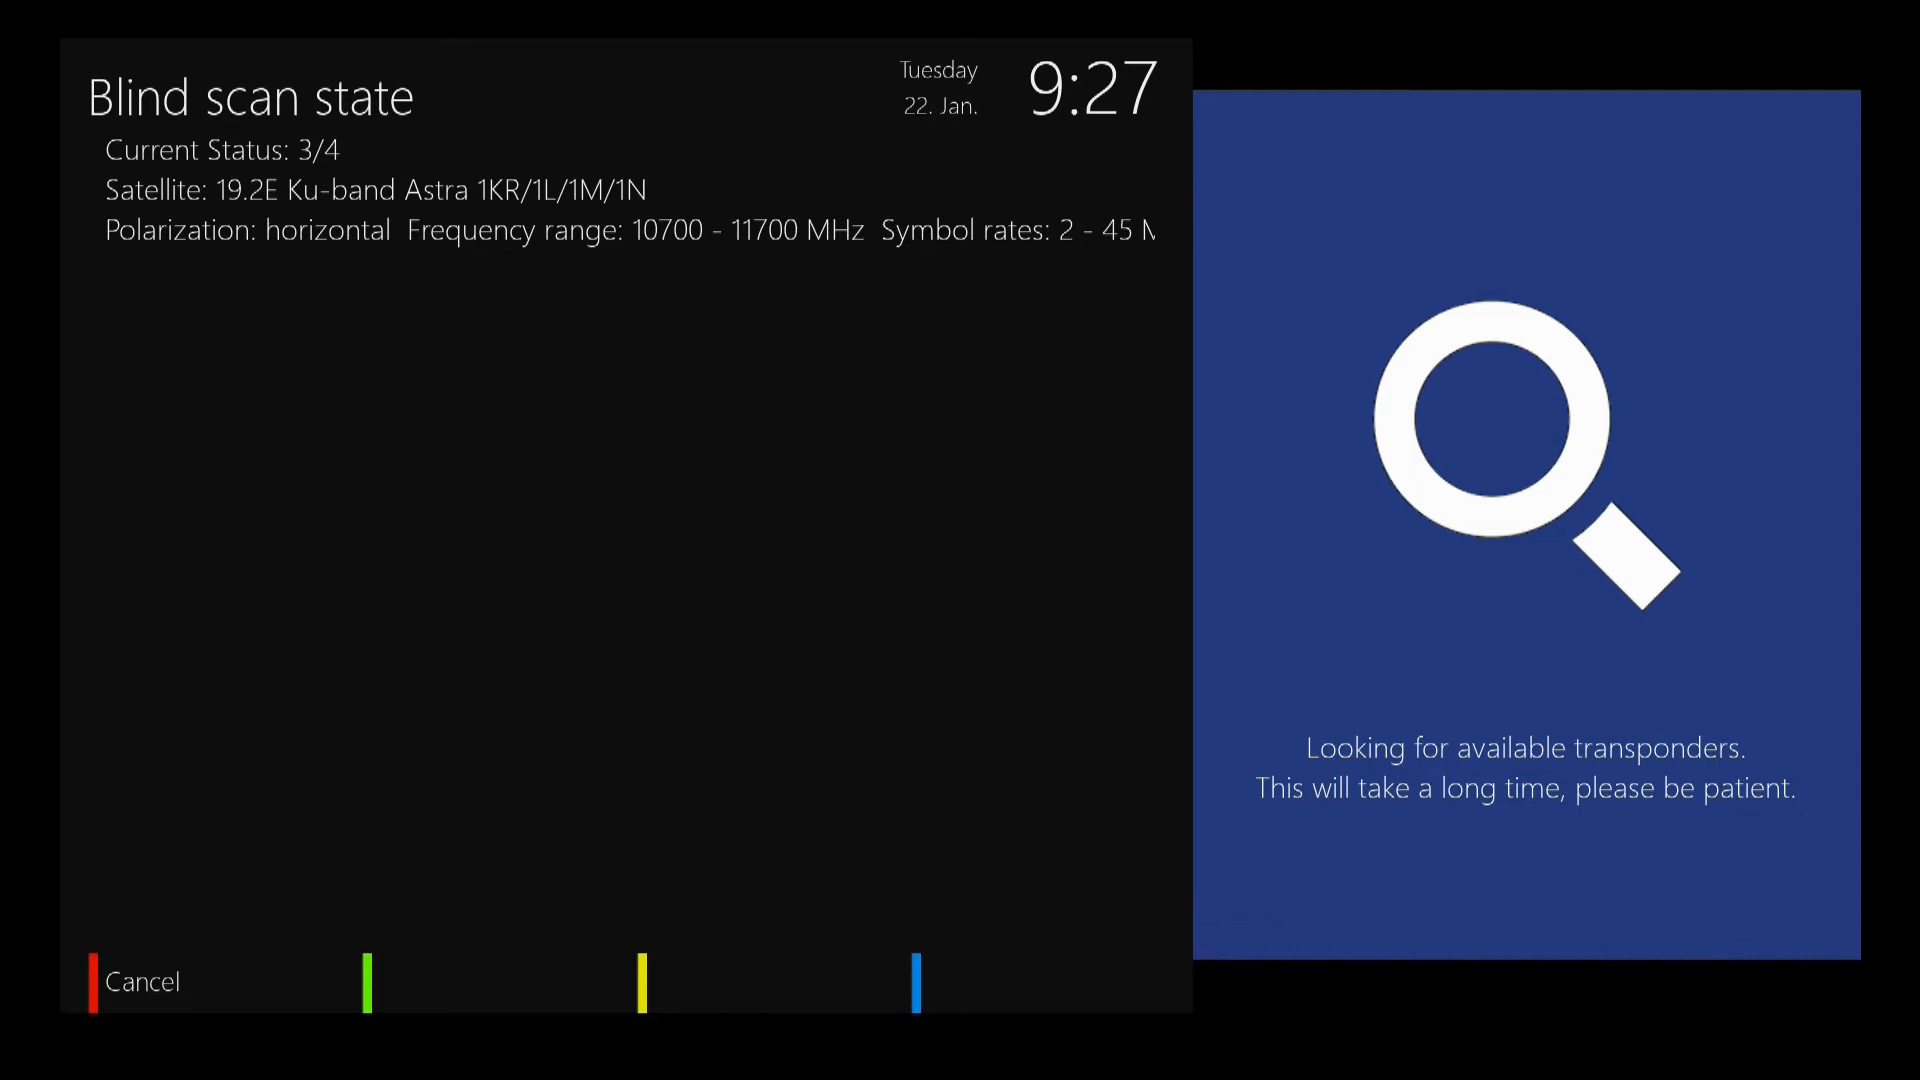 Blind scan state
Tuesday
22. Jan.
9:27
Current Status: 3/4
Satellite: 19.2E Ku-band Astra 1KR/1L/1M/1N
Polarization: horizontal Frequency range: 10700 - 11700 MHz Symbol rates: 2 - 45
Looking for available transponders.
This will take a long time, please be patient.
Cancel